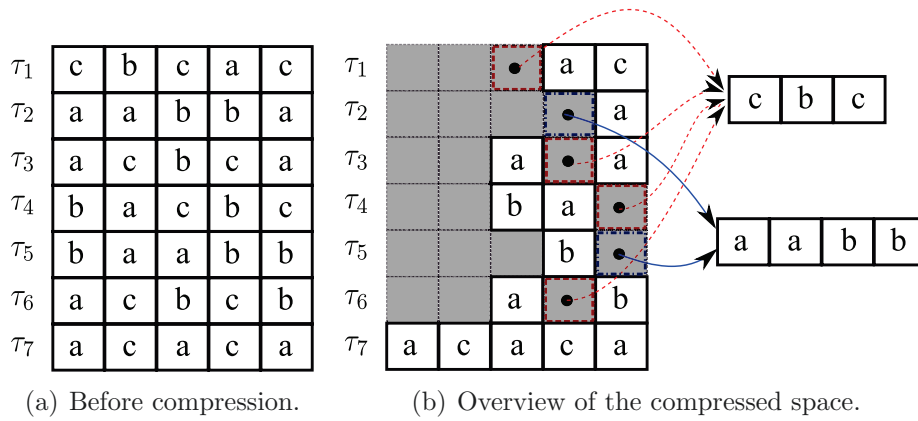 τ1 c b c a c
τ2 a a b b a
τ3 a c b c a
τ4 b a c b c
τ5 b a a b b
τ6 a c b c b
τ7 a c a c a
(a) Before compression.
τ1 a c
τ2 a
τ3 a a
τ4 b a
τ5 b
τ6 a b
τ7 a c a c a
c b c
a a b b
(b) Overview of the compressed space.